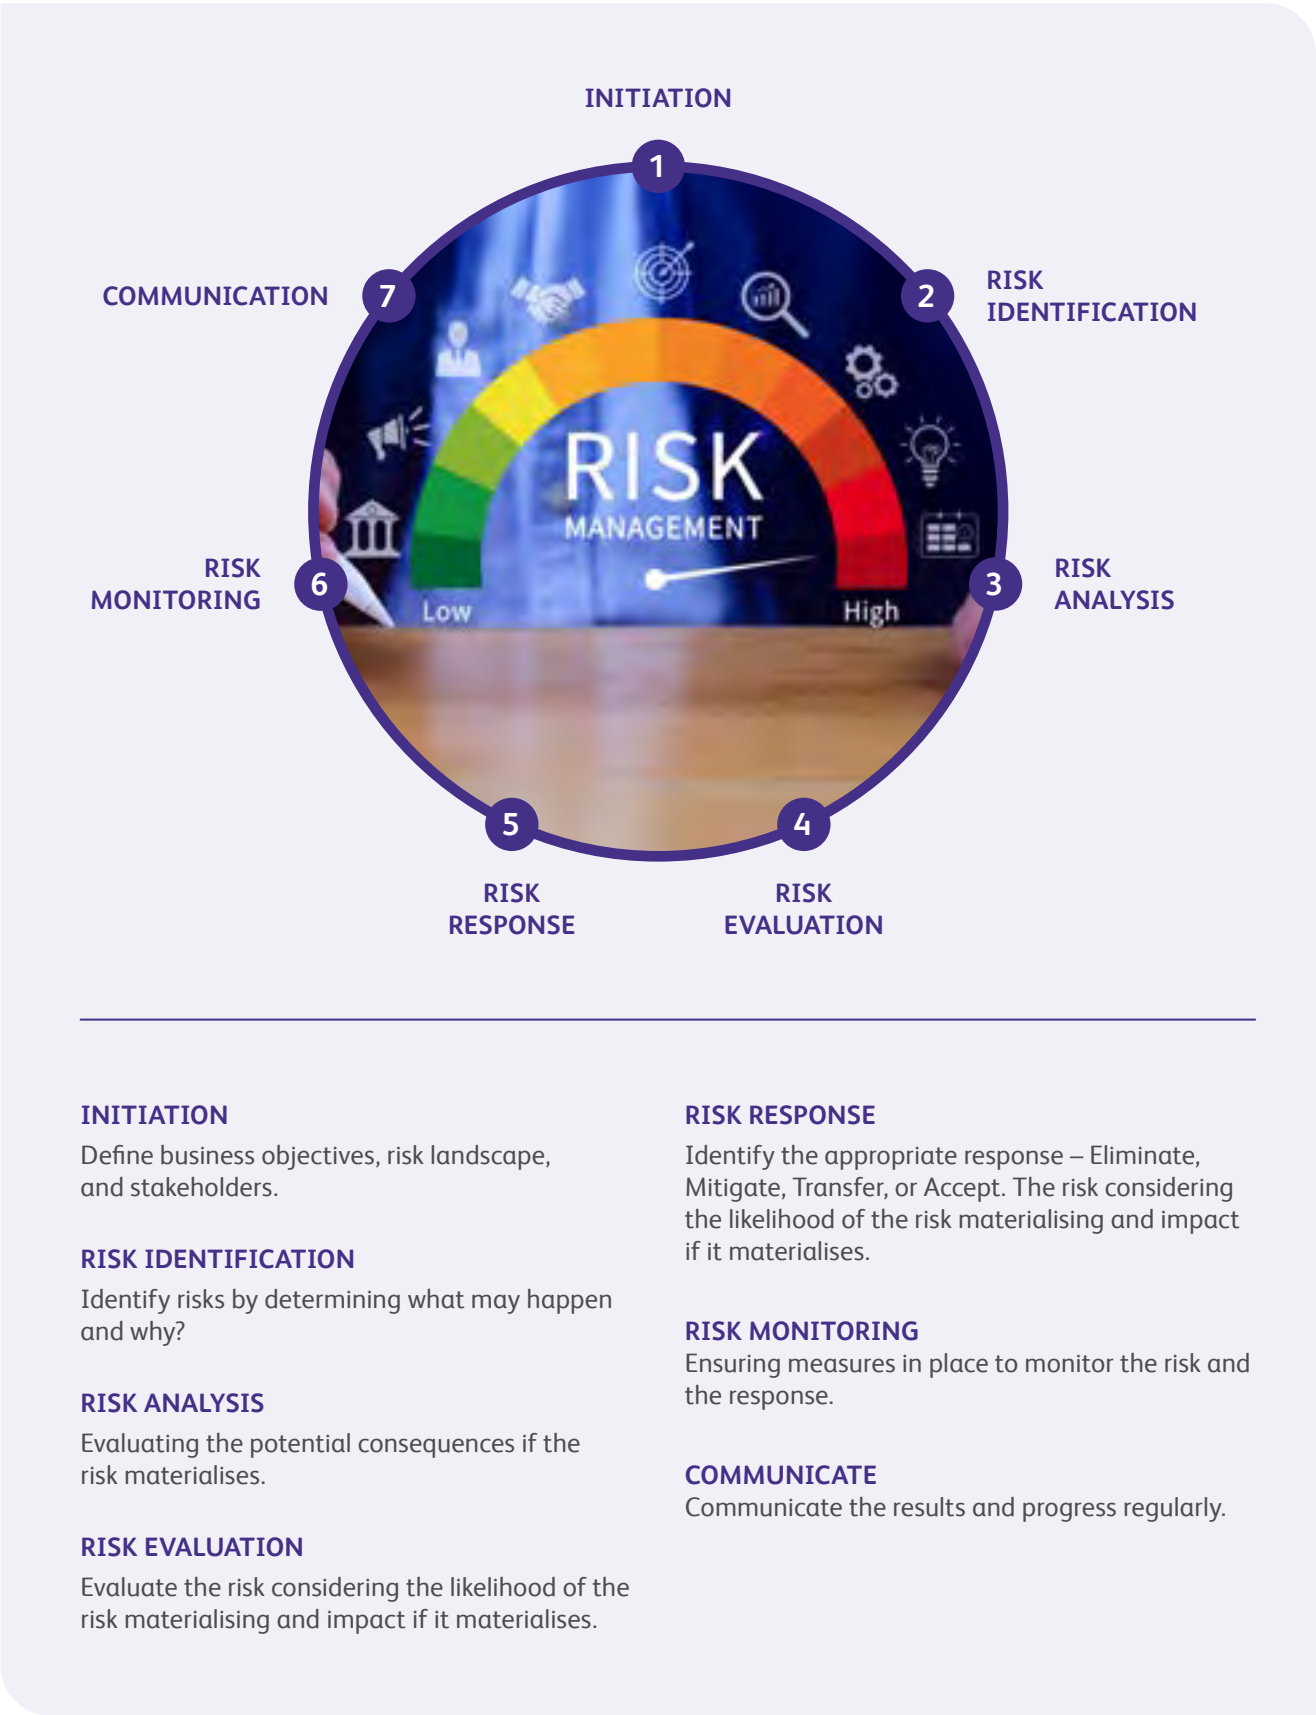 INITIATION
1
COMMUNICATION
7
2
RISK
IDENTIFICATION
RISK
MANAGEMENT
Low
High
RISK
MONITORING
6
3
RISK
ANALYSIS
5
4
RISK
RESPONSE
RISK
EVALUATION
INITIATION
Define business objectives, risk landscape,
and stakeholders.
RISK IDENTIFICATION
Identify risks by determining what may happen
and why?
RISK ANALYSIS
Evaluating the potential consequences if the
risk materialises.
RISK EVALUATION
Evaluate the risk considering the likelihood of the
risk materialising and impact if it materialises.
RISK RESPONSE
Identify the appropriate response – Eliminate,
Mitigate, Transfer, or Accept. The risk considering
the likelihood of the risk materialising and impact
if it materialises.
RISK MONITORING
Ensuring measures in place to monitor the risk and
the response.
COMMUNICATE
Communicate the results and progress regularly.